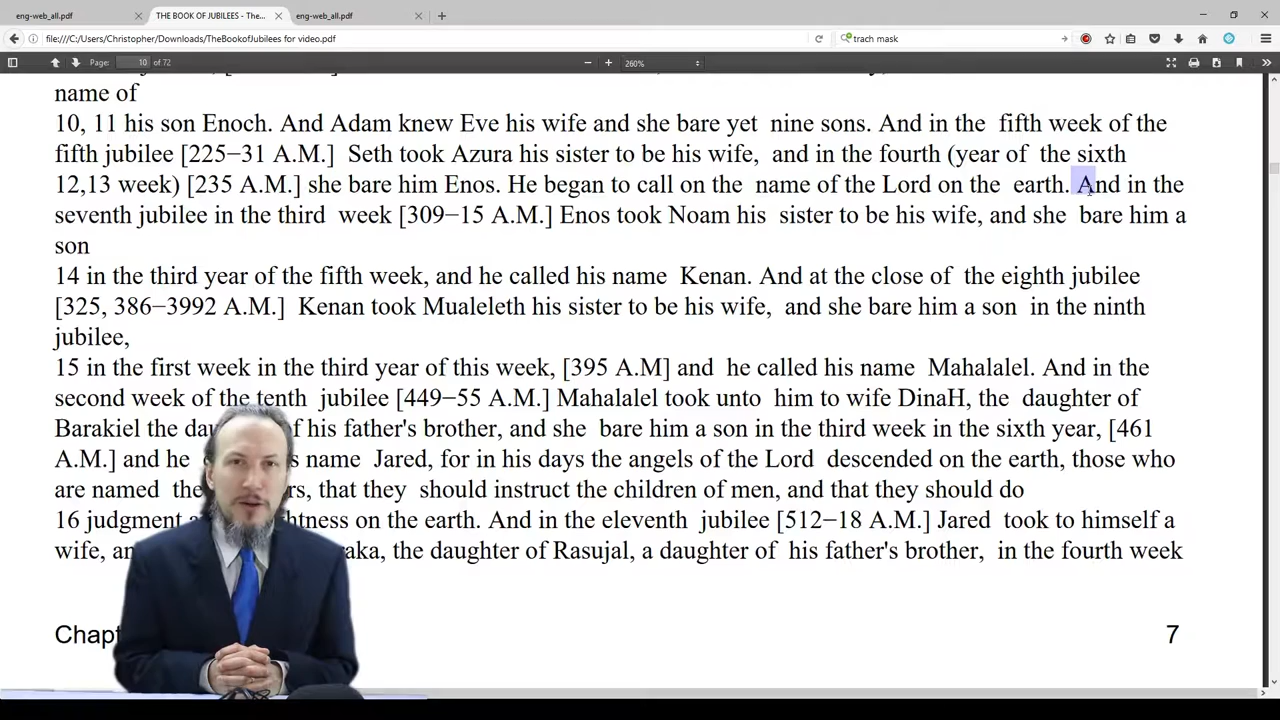 eng-web_all.pdf
THE BOOK OF JUBILEES - The...
eng-web_all.pdf
file:///C:/Users/Christopher/Downloads/TheBookofJubilees for video.pdf
trach mask
Page: 10 of 72
260%
name of
10, 11 his son Enoch. And Adam knew Eve his wife and she bare yet nine sons. And in the fifth week of the
fifth jubilee [225−31 A.M.] Seth took Azura his sister to be his wife, and in the fourth (year of the sixth
12,13 week) [235 A.M.] she bare him Enos. He began to call on the name of the Lord on the earth. And in the
seventh jubilee in the third week [309−15 A.M.] Enos took Noam his sister to be his wife, and she bare him a
son
14 in the third year of the fifth week, and he called his name Kenan. And at the close of the eighth jubilee
[325, 386−3992 A.M.] Kenan took Mualeleth his sister to be his wife, and she bare him a son in the ninth
jubilee,
15 in the first week in the third year of this week, [395 A.M] and he called his name Mahalalel. And in the
second week of the tenth jubilee [449−55 A.M.] Mahalalel took unto him to wife DinaH, the daughter of
Barakiel the da f his father's brother, and she bare him a son in the third week in the sixth year, [461
A.M.] and he s name Jared, for in his days the angels of the Lord descended on the earth, those who
are named the rs, that they should instruct the children of men, and that they should do
16 judgment a htness on the earth. And in the eleventh jubilee [512−18 A.M.] Jared took to himself a
wife, an aka, the daughter of Rasujal, a daughter of his father's brother, in the fourth week
Chapt 7